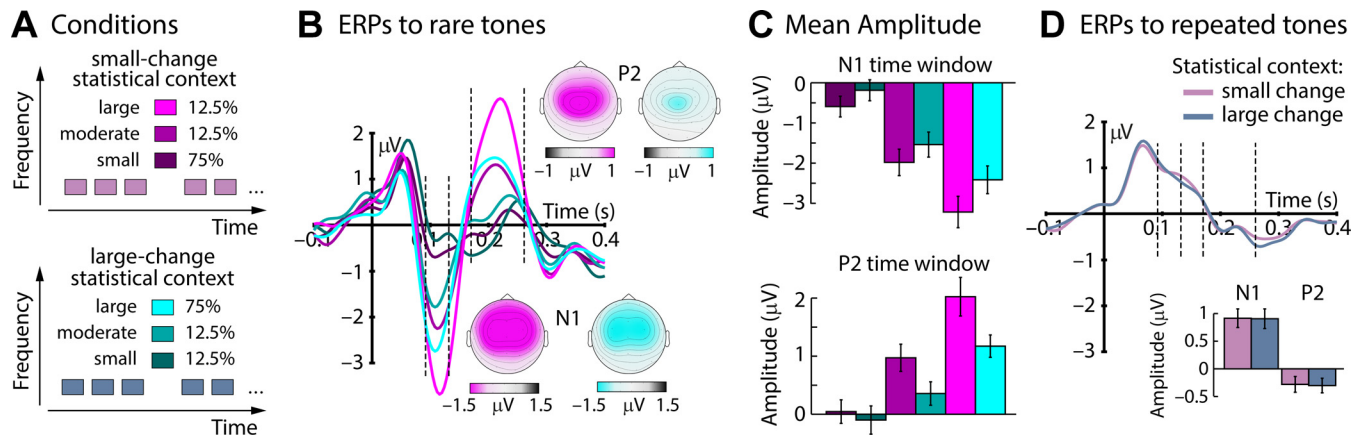 A Conditions
small-change
statistical context
large 12.5%
moderate 12.5%
small 75%
...
Frequency
Time
large-change
statistical context
large 75%
moderate 12.5%
small 12.5%
...
Frequency
Time
B ERPs to rare tones
P2
-1 μV 1
-1 μV 1
2
μV
1
Time (s)
-0.1 0.1 0.2 0.3 0.4
-1
-2
-3
N1
-1.5 μV 1.5
-1.5 μV 1.5
C Mean Amplitude
N1 time window
Amplitude (μV)
0
-1
-2
-3
P2 time window
Amplitude (μV)
2
1
0
D ERPs to repeated tones
Statistical context:
small change
large change
2
μV
1
Time (s)
-0.1 0.2 0.3 0.4
-1
-2
-3
N1 P2
Amplitude (μV)
1
0.5
0
-0.5